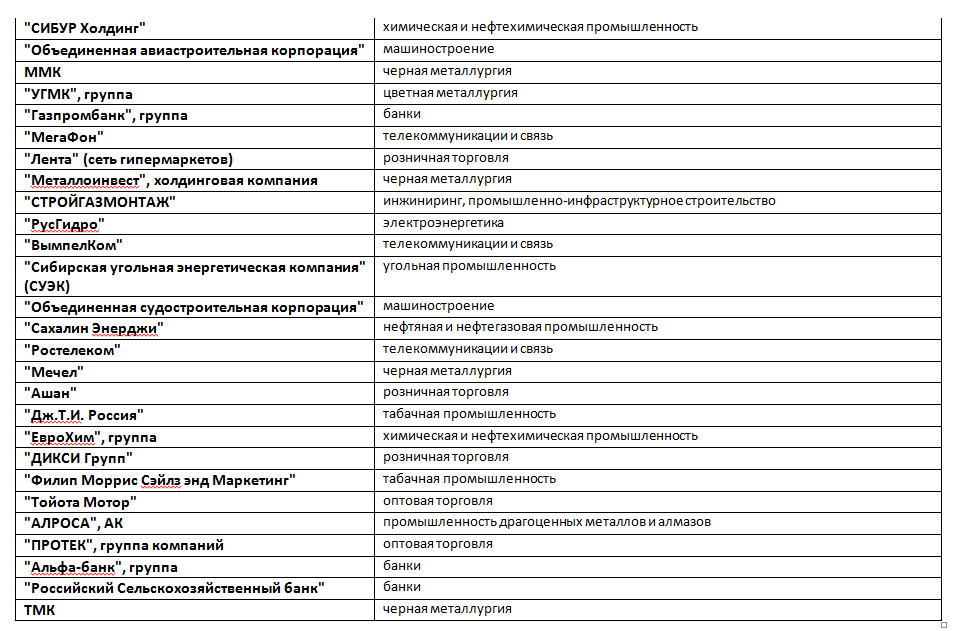 "СИБУР Холдинг" химическая и нефтехимическая промышленность
"Объединенная авиастроительная корпорация" машиностроение
ММК черная металлургия
"УГМК", группа цветная металлургия
"Газпромбанк", группа банки
"МегаФон" телекоммуникации и связь
"Лента" (сеть гипермаркетов) розничная торговля
"Металлоинвест", холдинговая компания черная металлургия
"СТРОЙГАЗМОНТАЖ" инжиниринг, промышленно-инфраструктурное строительство
"РусГидро" электроэнергетика
"ВымпелКом" телекоммуникации и связь
"Сибирская угольная энергетическая компания" угольная промышленность
(СУЭК)
"Объединенная судостроительная корпорация" машиностроение
"Сахалин Энерджи" нефтяная и нефтегазовая промышленность
"Ростелеком" телекоммуникации и связь
"Мечел" черная металлургия
"Ашан" розничная торговля
"Дж.Т.И. Россия" табачная промышленность
"ЕвроХим", группа химическая и нефтехимическая промышленность
"ДИКСИ Групп" розничная торговля
"Филип Моррис Сэйлз энд Маркетинг" табачная промышленность
"Тойота Мотор" оптовая торговля
"АЛРОСА", АК промышленность драгоценных металлов и алмазов
"ПРОТЕК", группа компаний оптовая торговля
"Альфа-банк", группа банки
"Российский Сельскохозяйственный банк" банки
ТМК черная металлургия